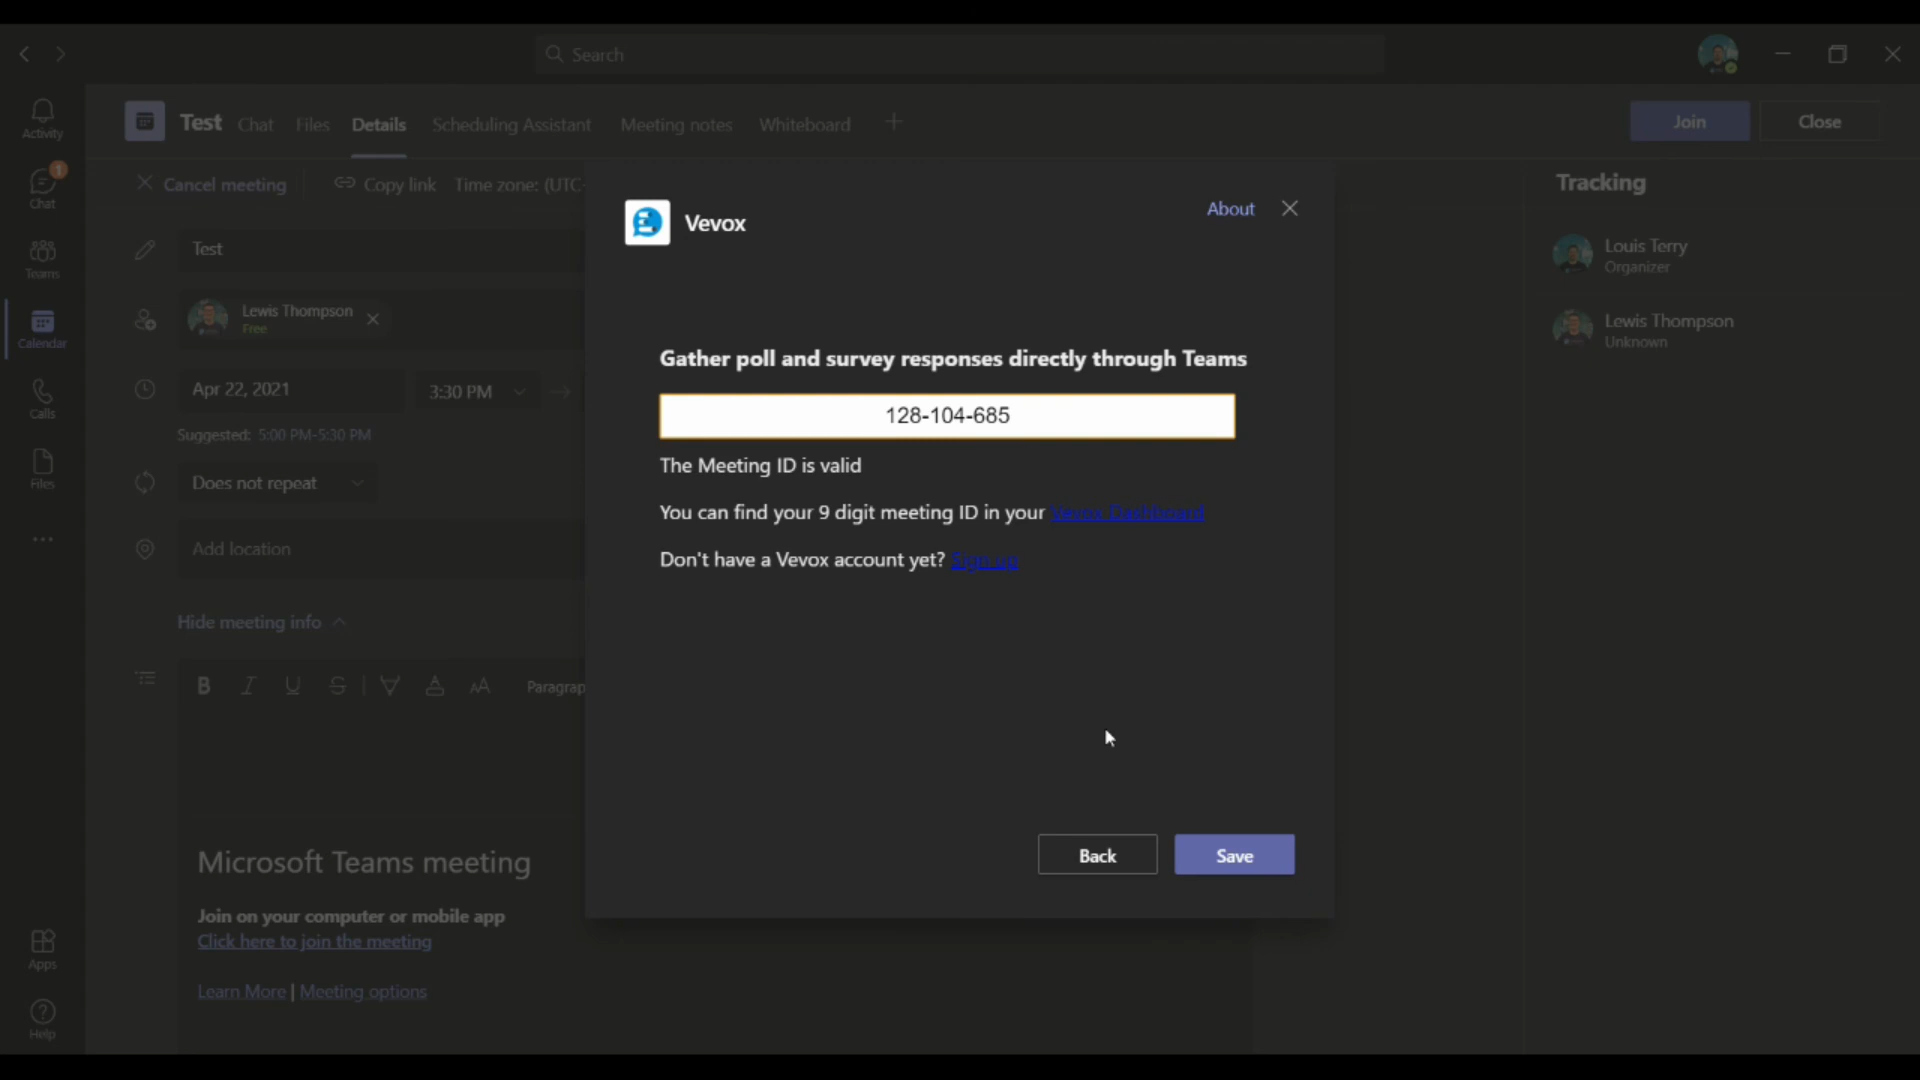 Search
Activity
Chat
1
Teams
Calendar
Calls
Files
Apps
Help
Test Chat Files Details Scheduling Assistant Meeting notes Whiteboard
Join
Close
Cancel meeting
Copy link
Time zone: (UTC-
Test
Lewis Thompson
Free
Apr 22, 2021
3:30 PM
Suggested: 5:00 PM-5:30 PM
Does not repeat
Add location
Hide meeting info
B I U S A AA Paragrap
Microsoft Teams meeting
Join on your computer or mobile app
Click here to join the meeting
Learn More | Meeting options
Vevox
About
Gather poll and survey responses directly through Teams
128-104-685
The Meeting ID is valid
You can find your 9 digit meeting ID in your Vevox Dashboard
Don't have a Vevox account yet? Sign up
Back
Save
Tracking
Louis Terry
Organizer
Lewis Thompson
Unknown